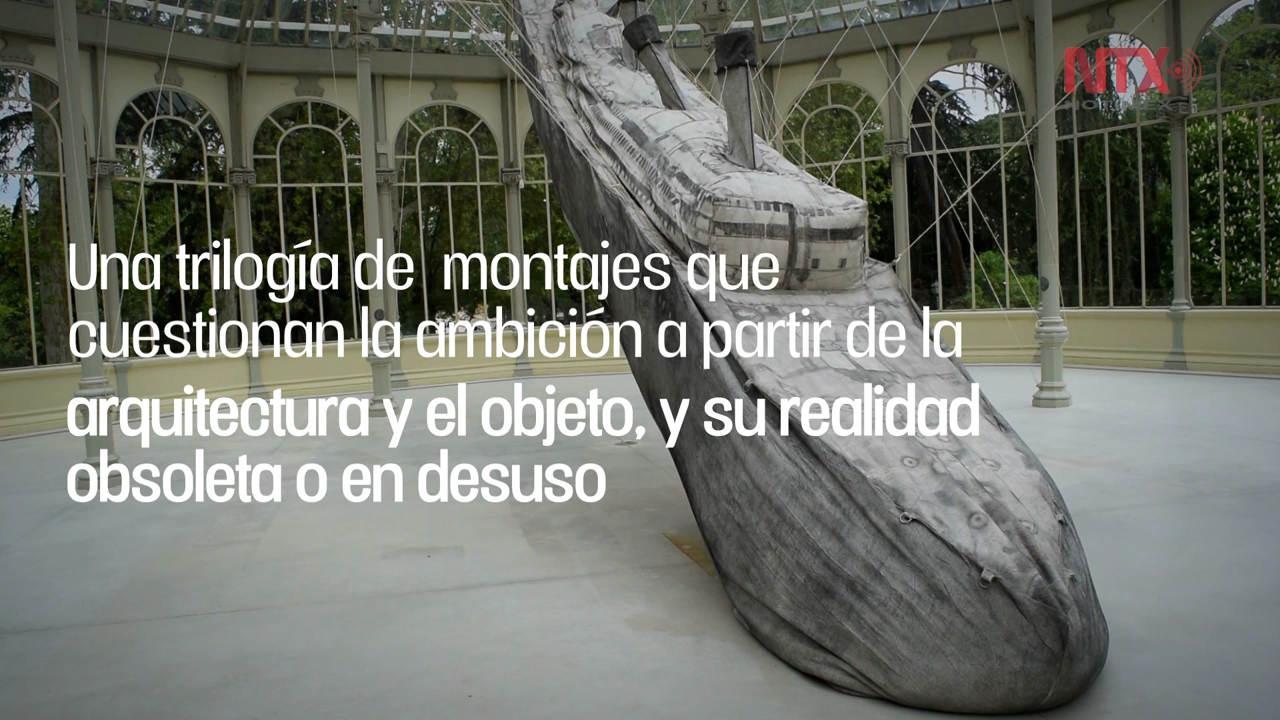 NTX
Una trilogía de  montajes que
cuestionan la ambición a partir de la
arquitectura y el objeto, y su realidad
obsoleta o en desuso